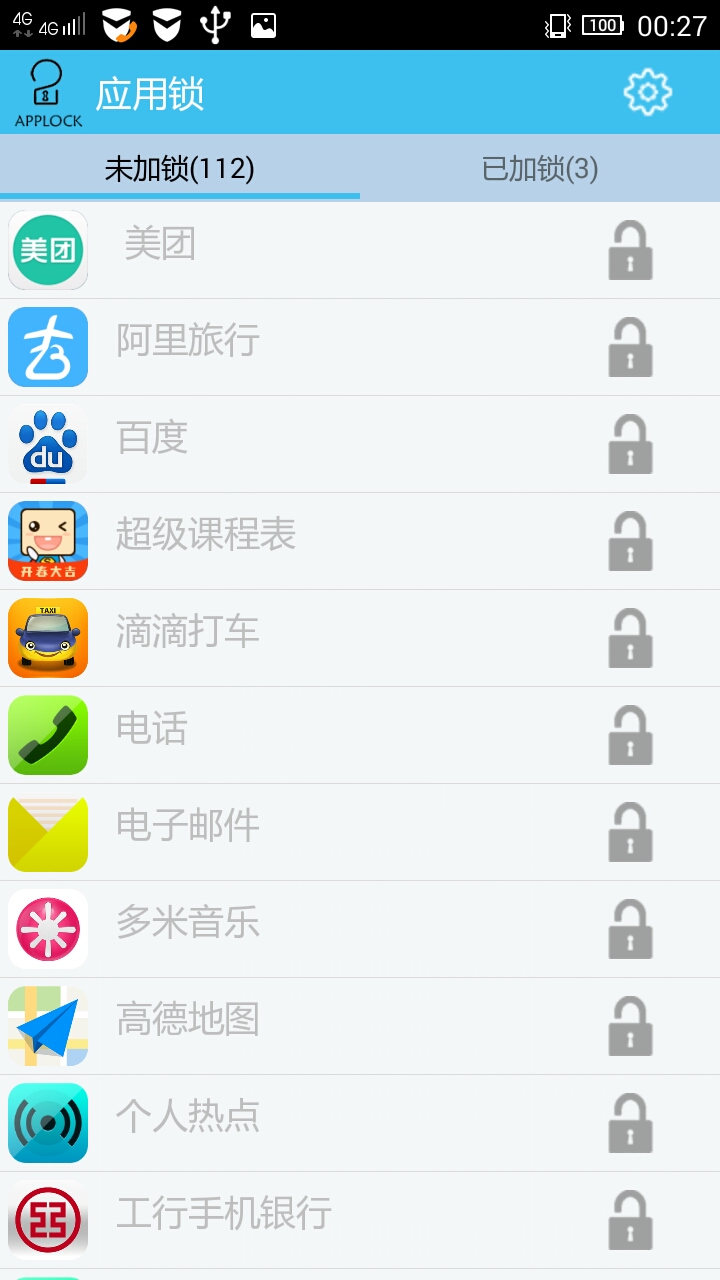 4G 4G 100 00:27
APPLOCK 应用锁
未加锁(112) 已加锁(3)
美团 美团
阿里旅行
du 百度
开春大吉 超级课程表
TAXI 滴滴打车
电话
电子邮件
多米音乐
高德地图
个人热点
工行手机银行